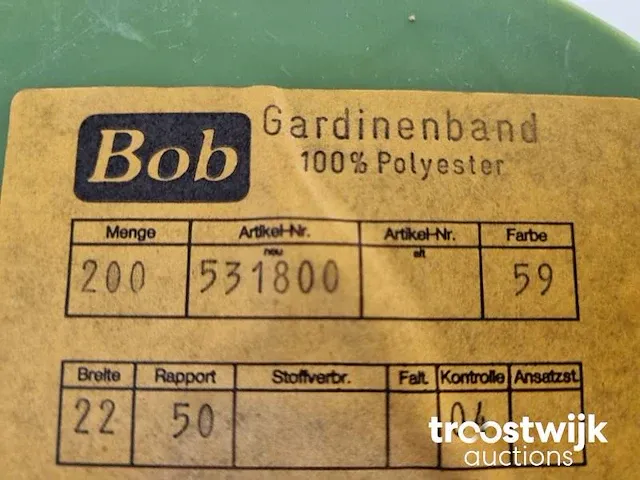 Bob
Gardinenband
100% Polyester
Menge Artikel-Nr. neu Artikel-Nr. alt Farbe
200 531800 59
Breite Rapport Stoffverbr. Falt. Kontrolle Ansatzst.
22 50 04
troostwijk
auctions